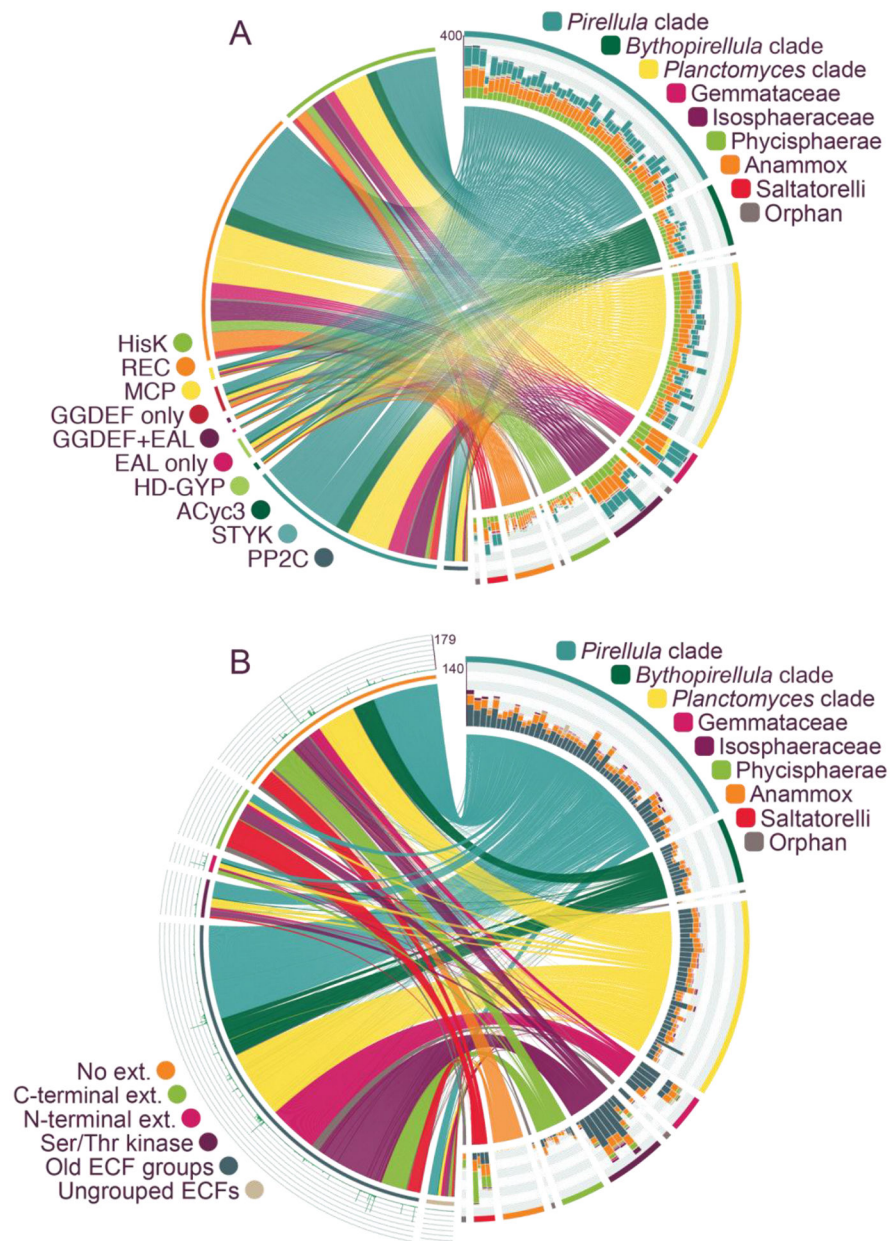 A
400
Pirellula clade
Bythopirellula clade
Planctomyces clade
Gemmataceae
Isosphaeraceae
Phycisphaerae
Anammox
Saltatorelli
Orphan
HisK
REC
MCP
GGDEF only
GGDEF+EAL
EAL only
HD-GYP
ACyc3
STYK
PP2C
B
179
140
Pirellula clade
Bythopirellula clade
Planctomyces clade
Gemmataceae
Isosphaeraceae
Phycisphaerae
Anammox
Saltatorelli
Orphan
No ext.
C-terminal ext.
N-terminal ext.
Ser/Thr kinase
Old ECF groups
Ungrouped ECFs